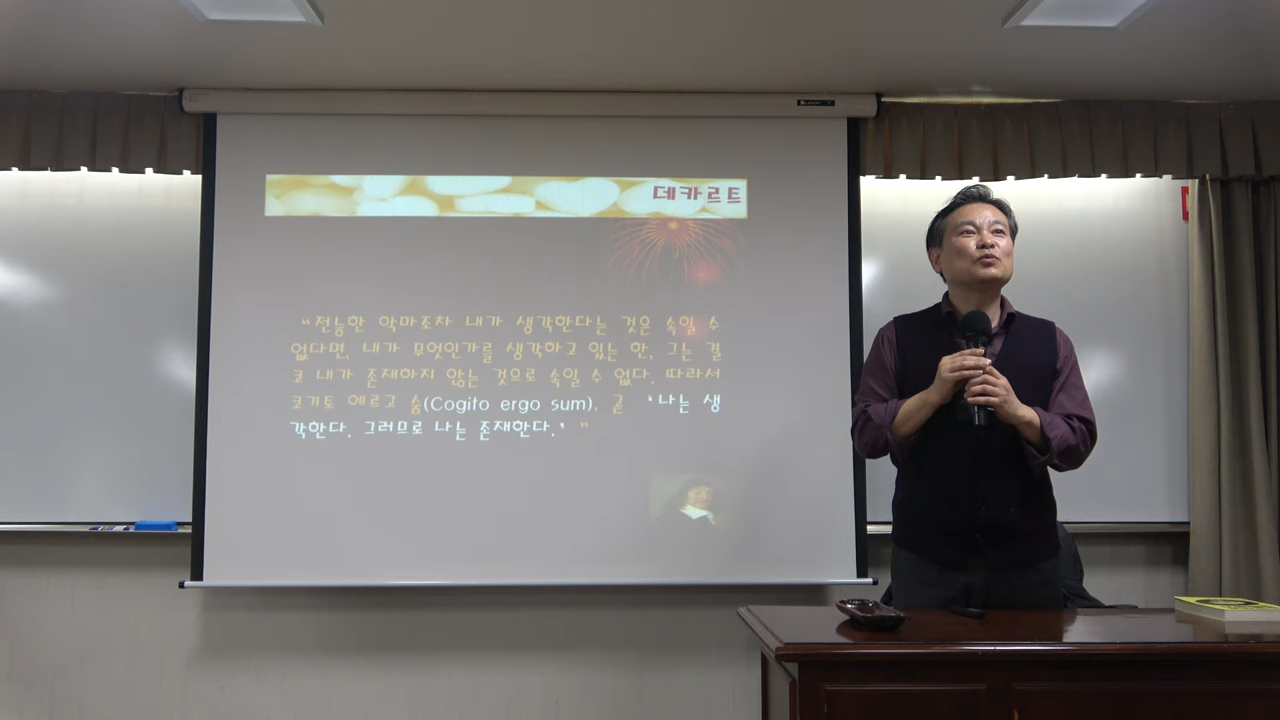 데카르트
“전능한 악마조차 내가 생각한다는 것은 속일 수
없다면, 내가 무엇인가를 생각하고 있는 한, 그는 결
코 내가 존재하지 않는 것으로 속일 수 없다. 따라서
코기토 에르고 숨(Cogito ergo sum), 곧 ‘나는 생
각한다. 그러므로 나는 존재한다.’ ”